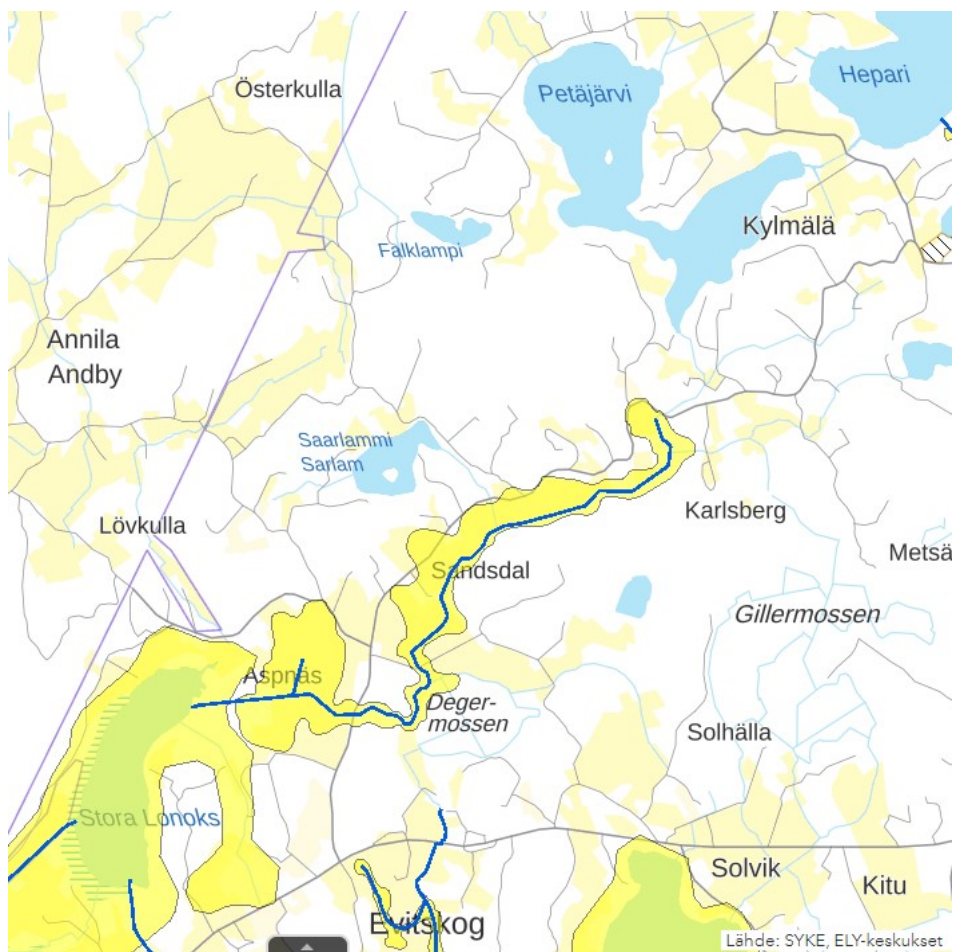 Hepari
Österkulla
Petäjärvi
Kylmälä
Falklampi
Annila
Andby
Saarlammi
Sarlam
Karlsberg
Lövkulla
Metsä
Sandsdal
Gillermossen
Aspnäs
Deger-
mossen
Solhälla
Stora Lonoks
Solvik
Kitu
Evitskog
Lähde: SYKE, ELY-keskukset